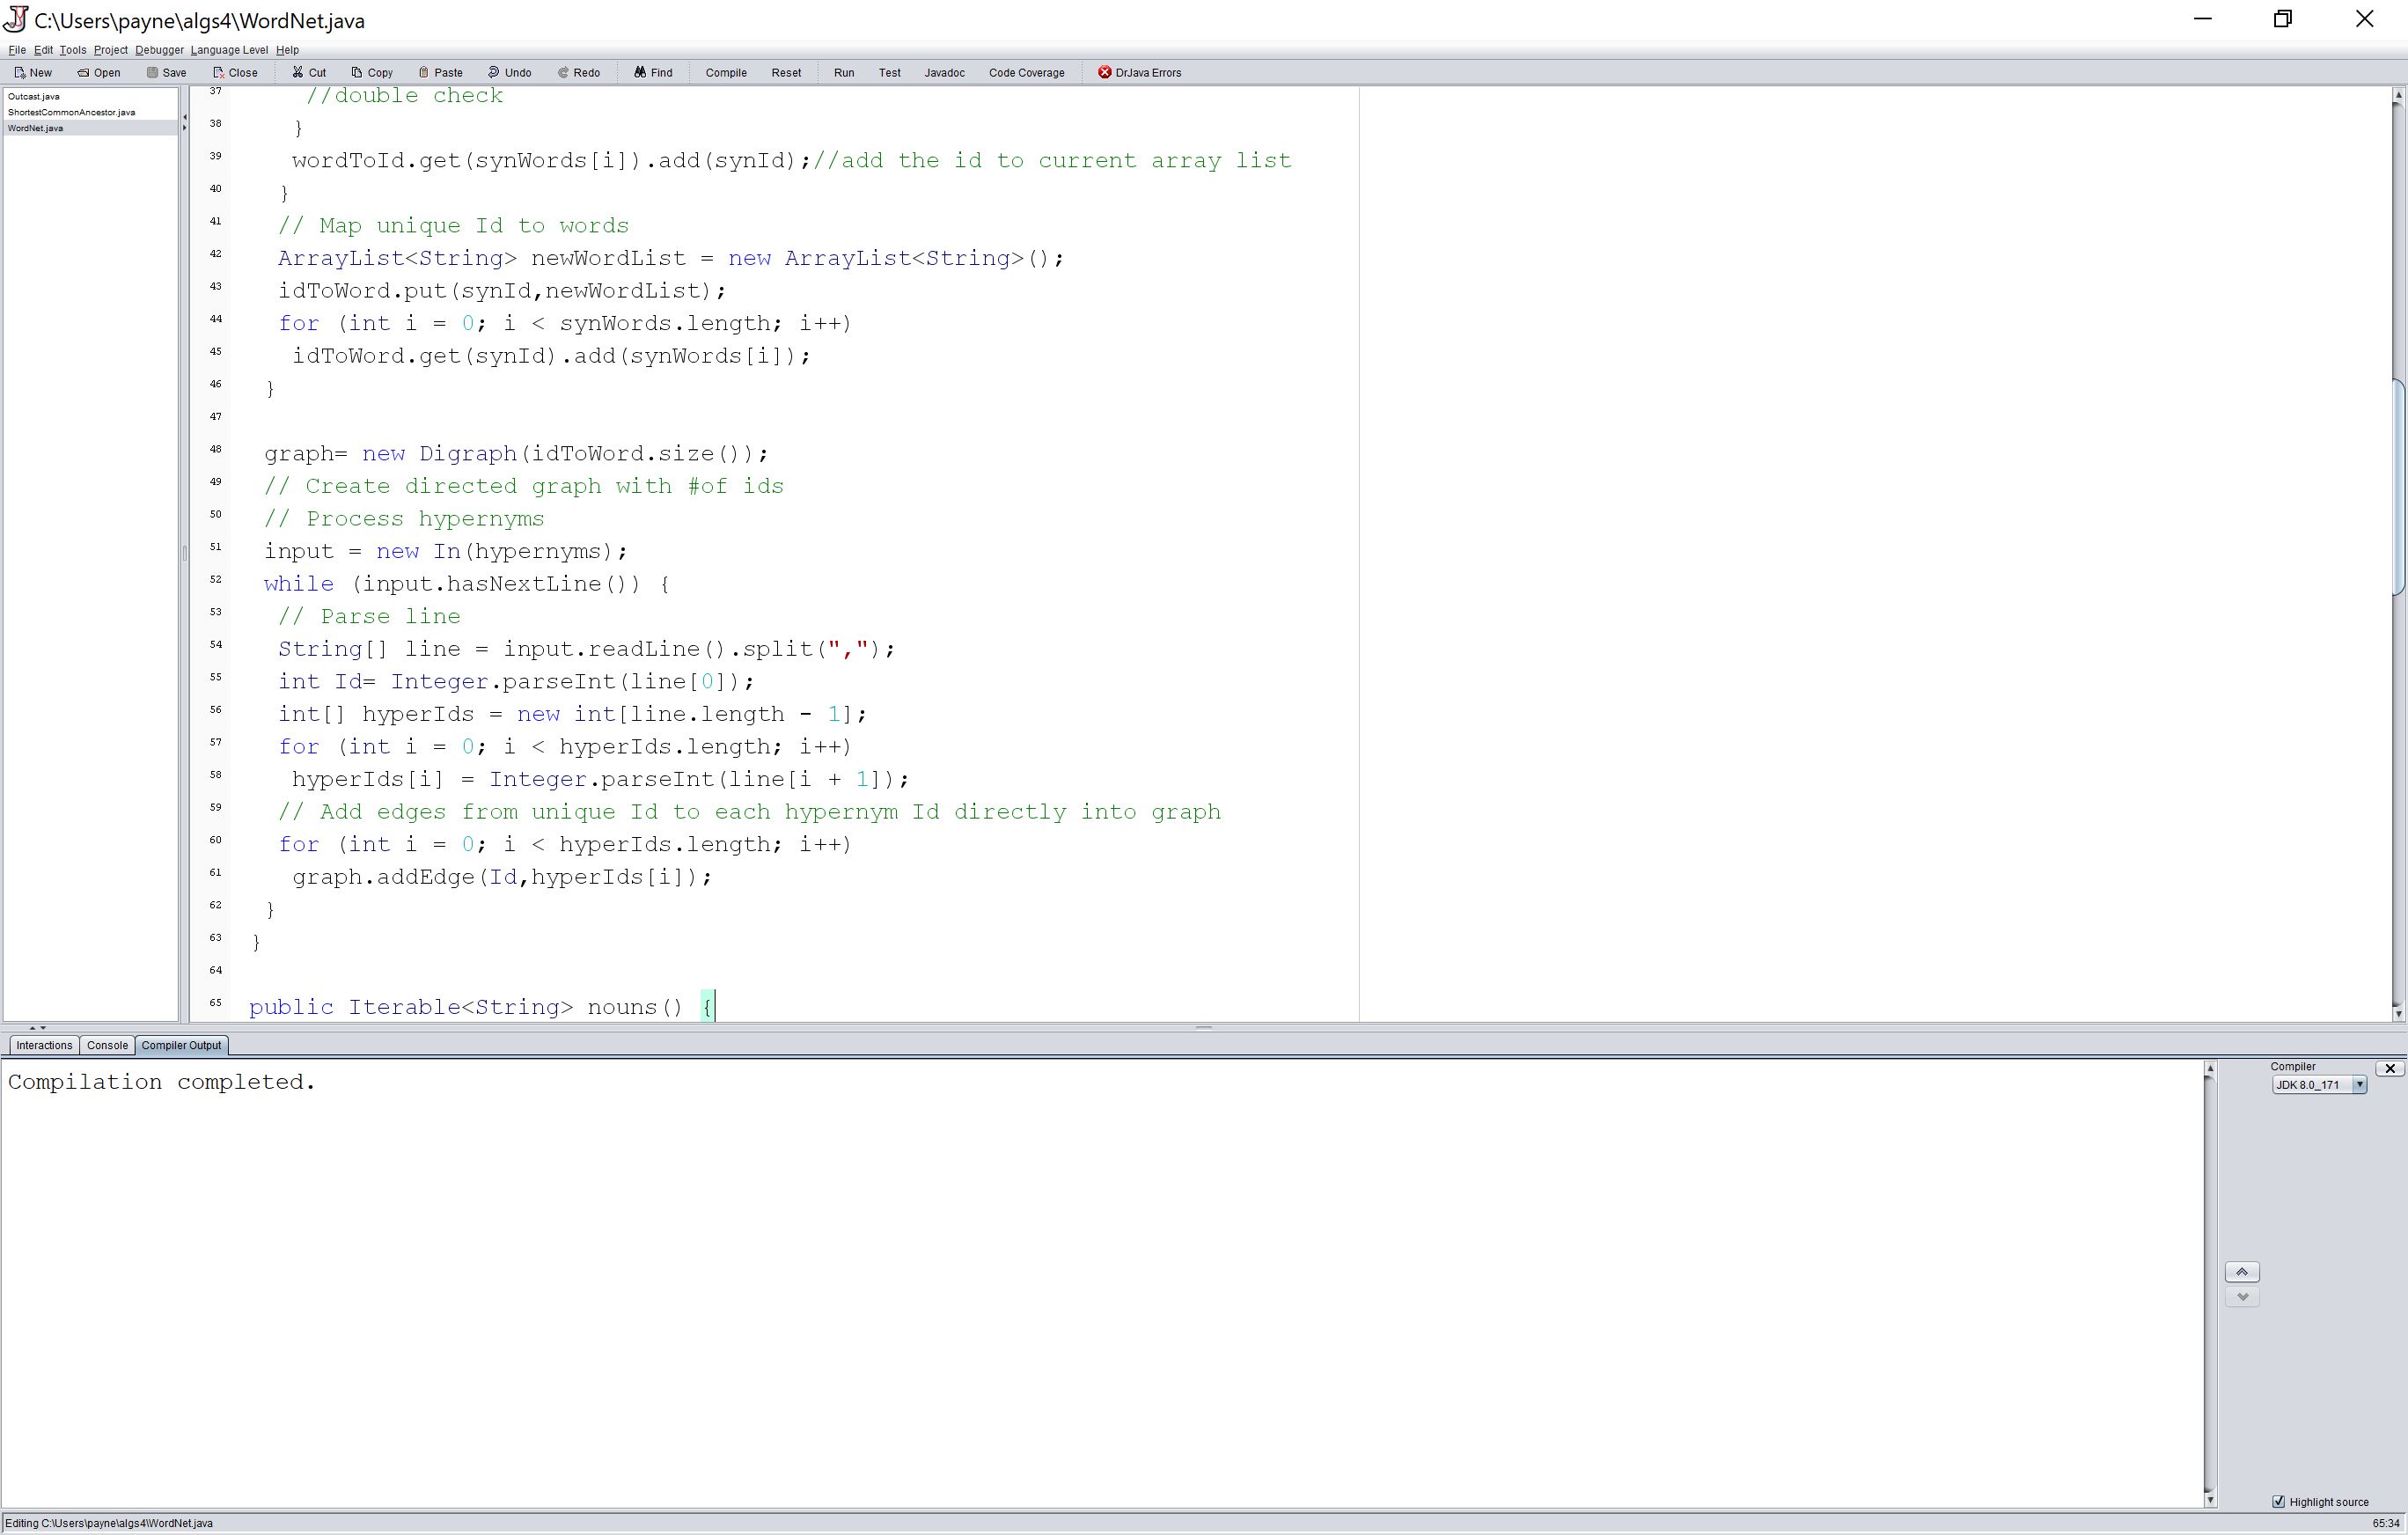 C:\Users\payne\algs4\WordNet.java
File Edit Tools Project Debugger Language Level Help
New Open Save Close Cut Copy Paste Undo Redo Find Compile Reset Run Test Javadoc Code Coverage DrJava Errors
Outcast.java
ShortestCommonAncestor.java
WordNet.java
37 //double check
38 }
39 wordToId.get(synWords[i]).add(synId);//add the id to current array list
40 }
41 // Map unique Id to words
42 ArrayList<String> newWordList = new ArrayList<String>();
43 idToWord.put(synId,newWordList);
44 for (int i = 0; i < synWords.length; i++)
45 idToWord.get(synId).add(synWords[i]);
46 }
47
48 graph= new Digraph(idToWord.size());
49 // Create directed graph with #of ids
50 // Process hypernyms
51 input = new In(hypernyms);
52 while (input.hasNextLine()) {
53 // Parse line
54 String[] line = input.readLine().split(",");
55 int Id= Integer.parseInt(line[0]);
56 int[] hyperIds = new int[line.length - 1];
57 for (int i = 0; i < hyperIds.length; i++)
58 hyperIds[i] = Integer.parseInt(line[i + 1]);
59 // Add edges from unique Id to each hypernym Id directly into graph
60 for (int i = 0; i < hyperIds.length; i++)
61 graph.addEdge(Id,hyperIds[i]);
62 }
63 }
64
65 public Iterable<String> nouns() {
Interactions Console Compiler Output
Compilation completed.
Compiler
JDK 8.0_171
Highlight source
Editing C:\Users\payne\algs4\WordNet.java
65:34